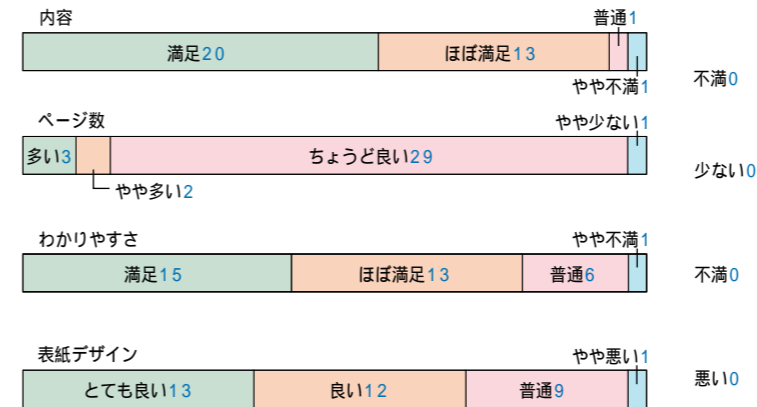 内容
普通1
満足20
ほぼ満足13
やや不満1
不満0
ページ数
やや少ない1
多い3
ちょうど良い29
やや多い2
少ない0
わかりやすさ
やや不満1
満足15
ほぼ満足13
普通6
不満0
表紙デザイン
やや悪い1
とても良い13
良い12
普通9
悪い0